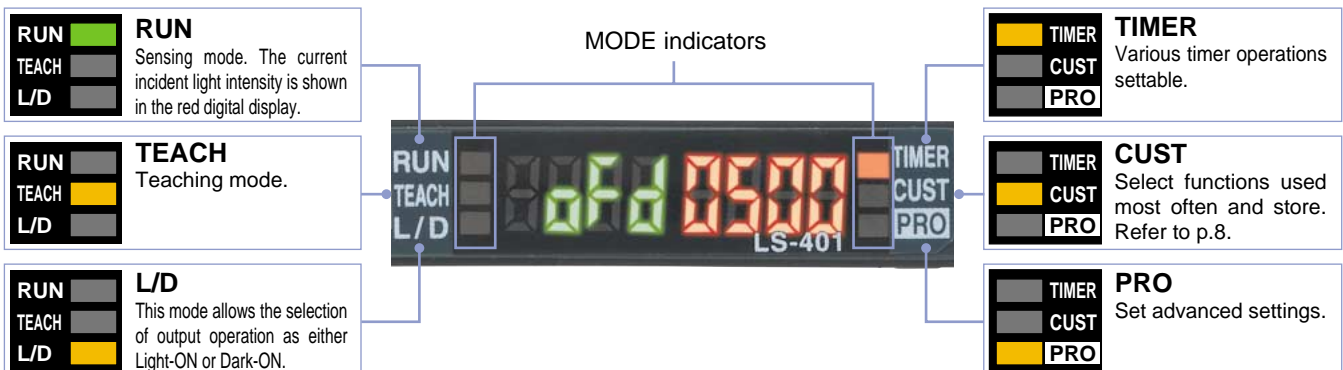 RUN
TEACH
L/D
RUN
Sensing mode. The current
incident light intensity is shown
in the red digital display.
RUN
TEACH
L/D
TEACH
Teaching mode.
RUN
TEACH
L/D
L/D
This mode allows the selection
of output operation as either
Light-ON or Dark-ON.
MODE indicators
RUN
TEACH
L/D
oFd 0500
TIMER
CUST
PRO
LS-401
TIMER
CUST
PRO
TIMER
Various timer operations
settable.
TIMER
CUST
PRO
CUST
Select functions used
most often and store.
Refer to p.8.
TIMER
CUST
PRO
PRO
Set advanced settings.